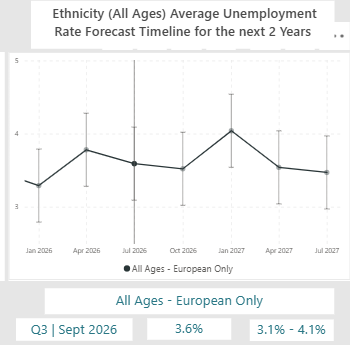 Ethnicity (All Ages) Average Unemployment
Rate Forecast Timeline for the next 2 Years
5
4
3
Jan 2026 Apr 2026 Jul 2026 Oct 2026 Jan 2027 Apr 2027 Jul 2027
All Ages - European Only
All Ages - European Only
Q3 | Sept 2026 3.6% 3.1% - 4.1%